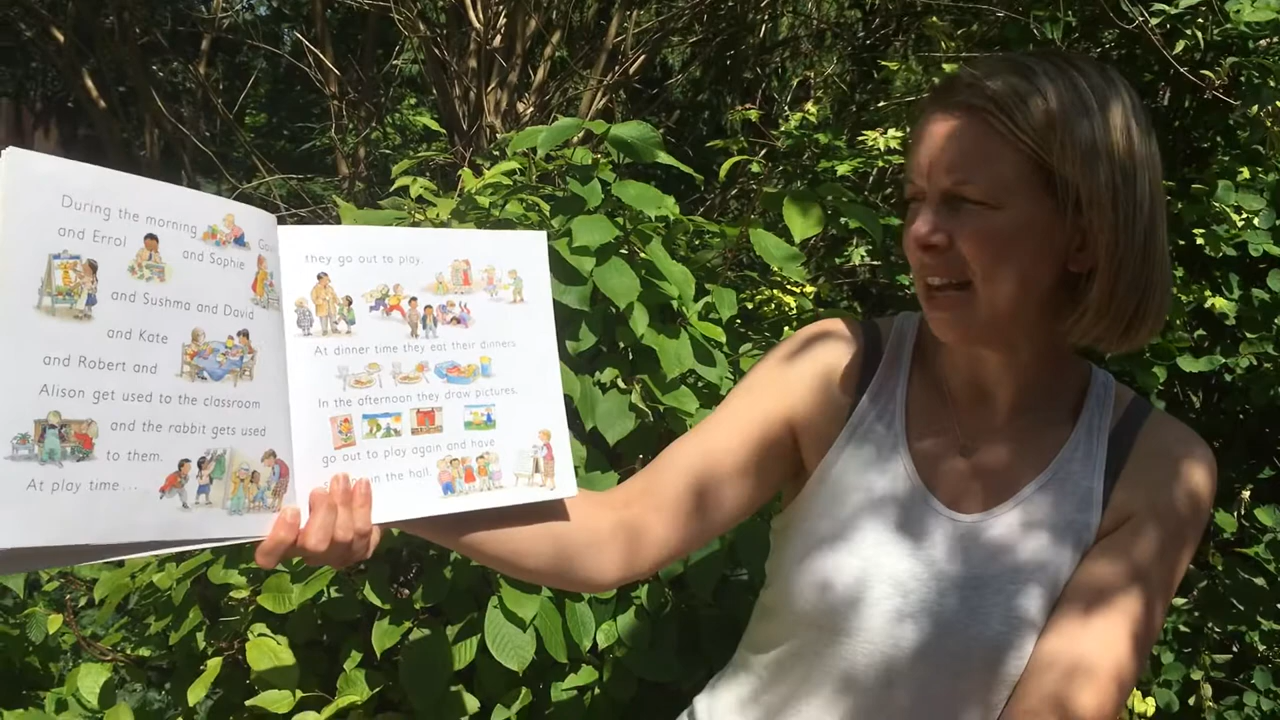 During the morning
and Errol and Sophie
and Sushma and David
and Kate
and Robert and
Alison get used to the classroom
and the rabbit gets used
to them.
At play time...
they go out to play.
At dinner time they eat their dinners.
In the afternoon they draw pictures,
go out to play again and have
in the hall.